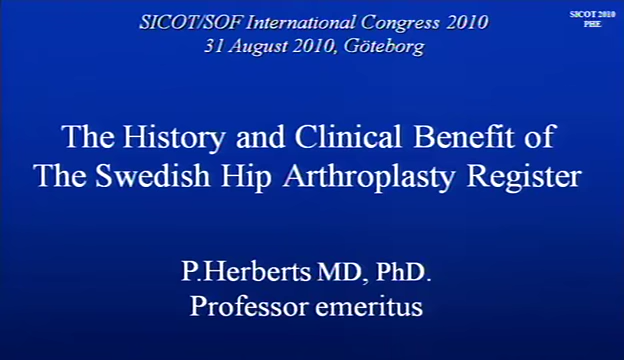 SICOT/SOF International Congress 2010
31 August 2010, Göteborg
SICOT 2010
PHE
The History and Clinical Benefit of
The Swedish Hip Arthroplasty Register
P.Herberts MD, PhD.
Professor emeritus